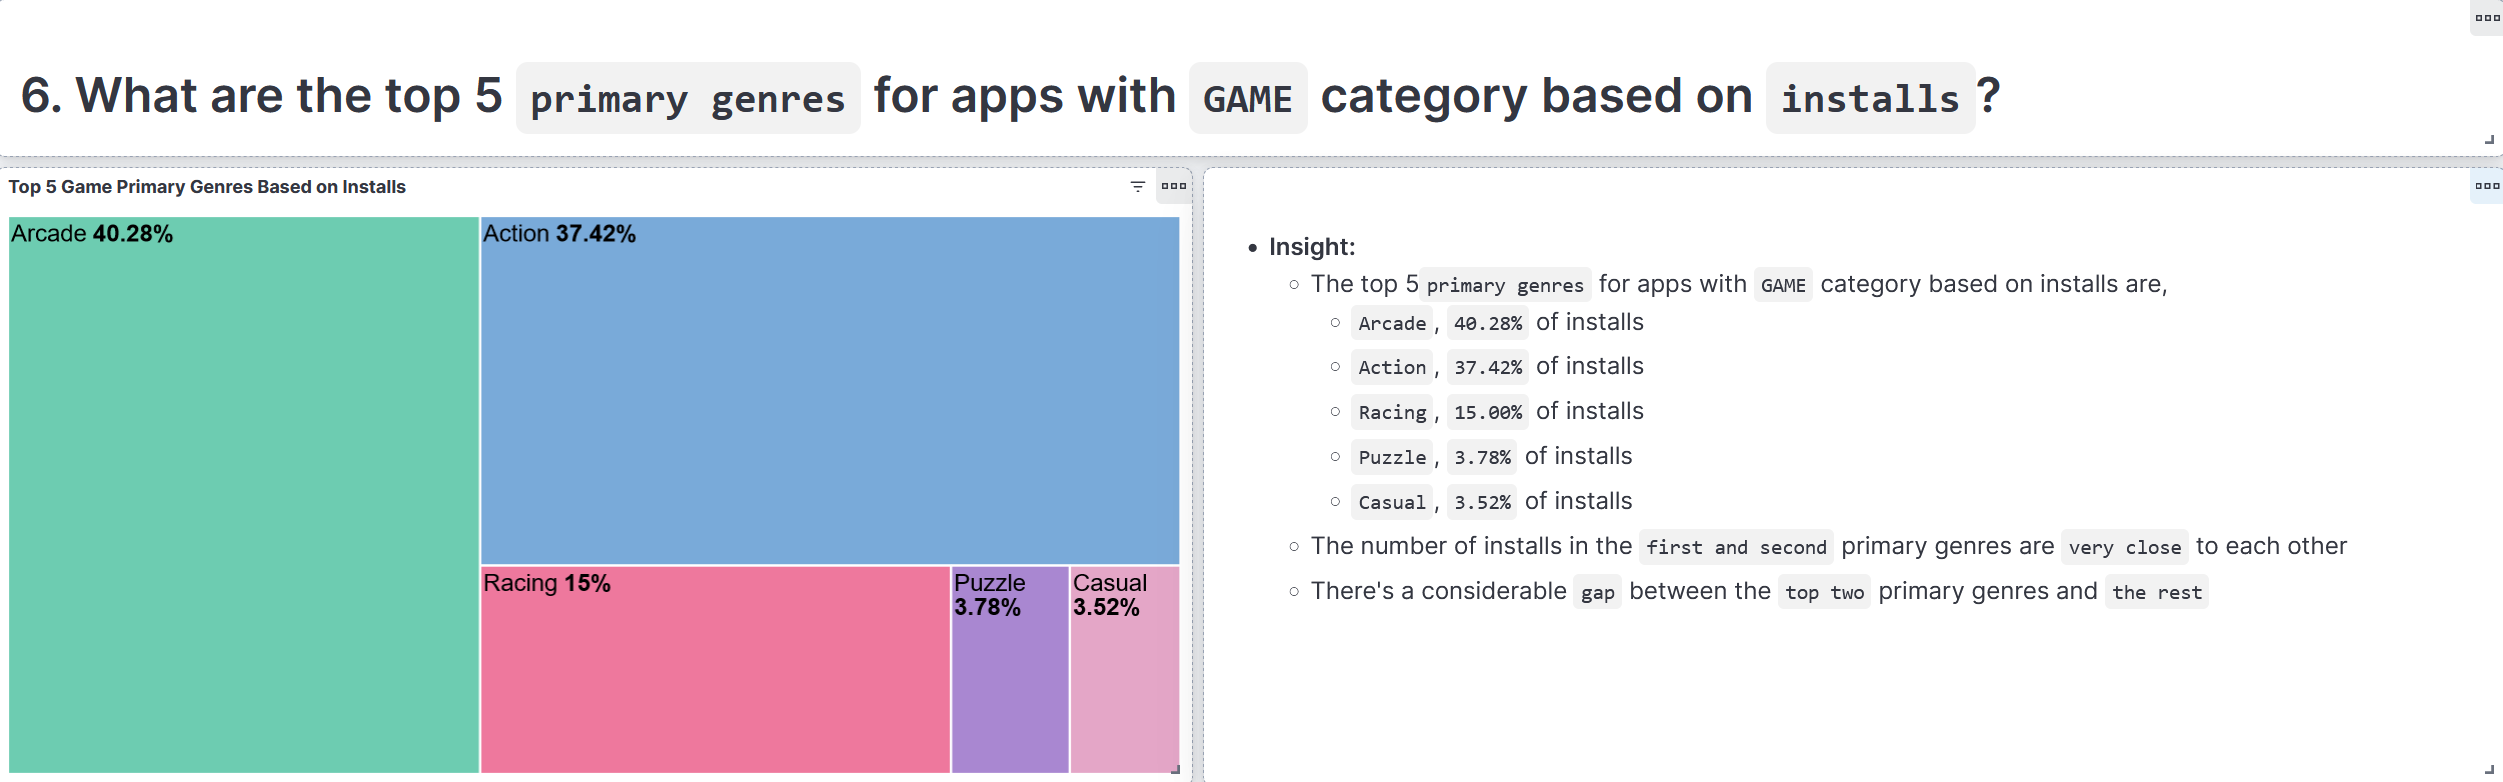 6. What are the top 5 primary genres for apps with GAME category based on installs?
Top 5 Game Primary Genres Based on Installs
Arcade 40.28%
Action 37.42%
Racing 15%
Puzzle
3.78%
Casual
3.52%
Insight:
The top 5 primary genres for apps with GAME category based on installs are,
Arcade, 40.28% of installs
Action, 37.42% of installs
Racing, 15.00% of installs
Puzzle, 3.78% of installs
Casual, 3.52% of installs
The number of installs in the first and second primary genres are very close to each other
There's a considerable gap between the top two primary genres and the rest